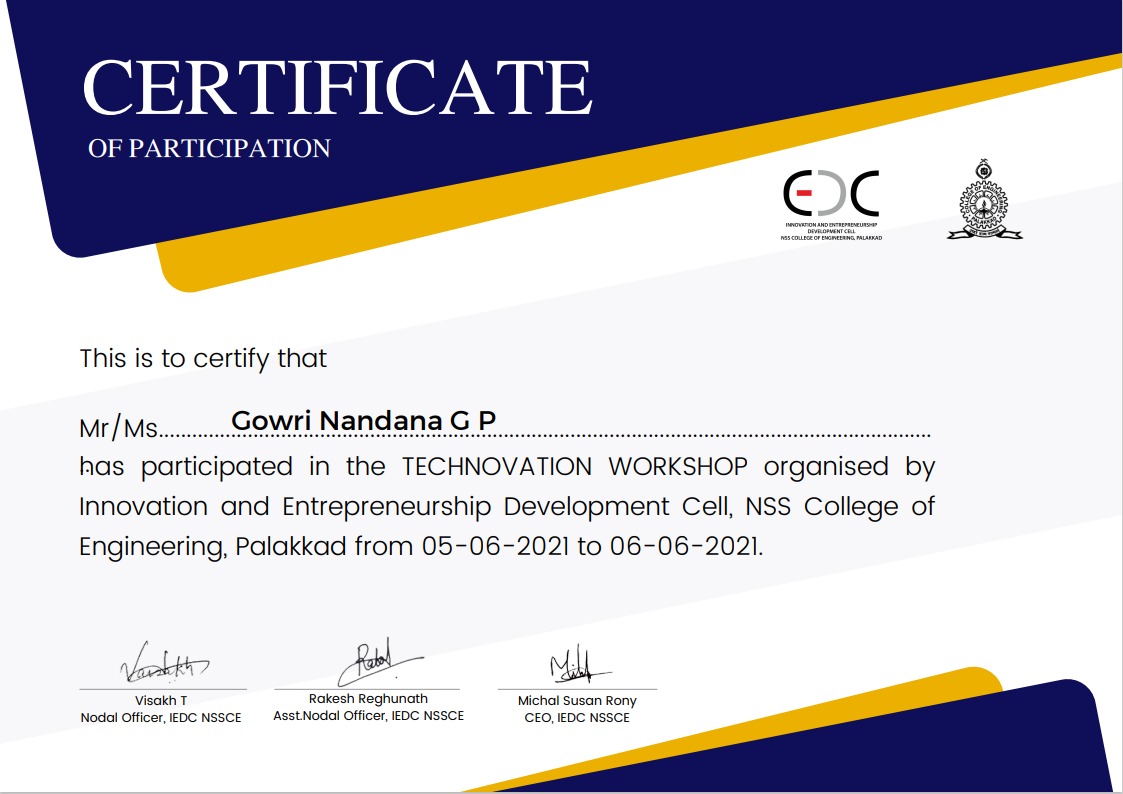 CERTIFICATE
OF PARTICIPATION
INNOVATION AND ENTREPRENEURSHIP
DEVELOPMENT CELL
NSS COLLEGE OF ENGINEERING, PALAKKAD
This is to certify that
Mr/Ms. Gowri Nandana G P
has participated in the TECHNOVATION WORKSHOP organised by
Innovation and Entrepreneurship Development Cell, NSS College of
Engineering, Palakkad from 05-06-2021 to 06-06-2021.
Visakh T
Nodal Officer, IEDC NSSCE
Rakesh Reghunath
Asst.Nodal Officer, IEDC NSSCE
Michal Susan Rony
CEO, IEDC NSSCE